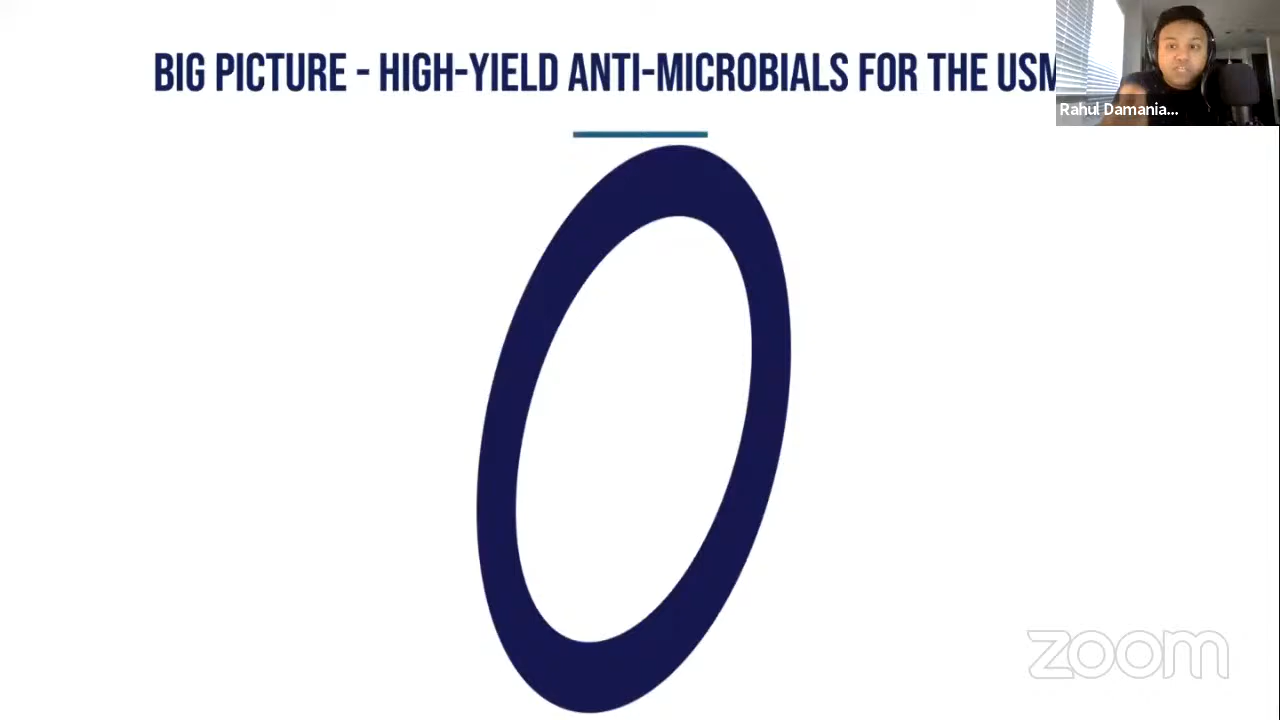 BIG PICTURE - HIGH-YIELD ANTI-MICROBIALS FOR THE USM
Rahul Damania...
zoom